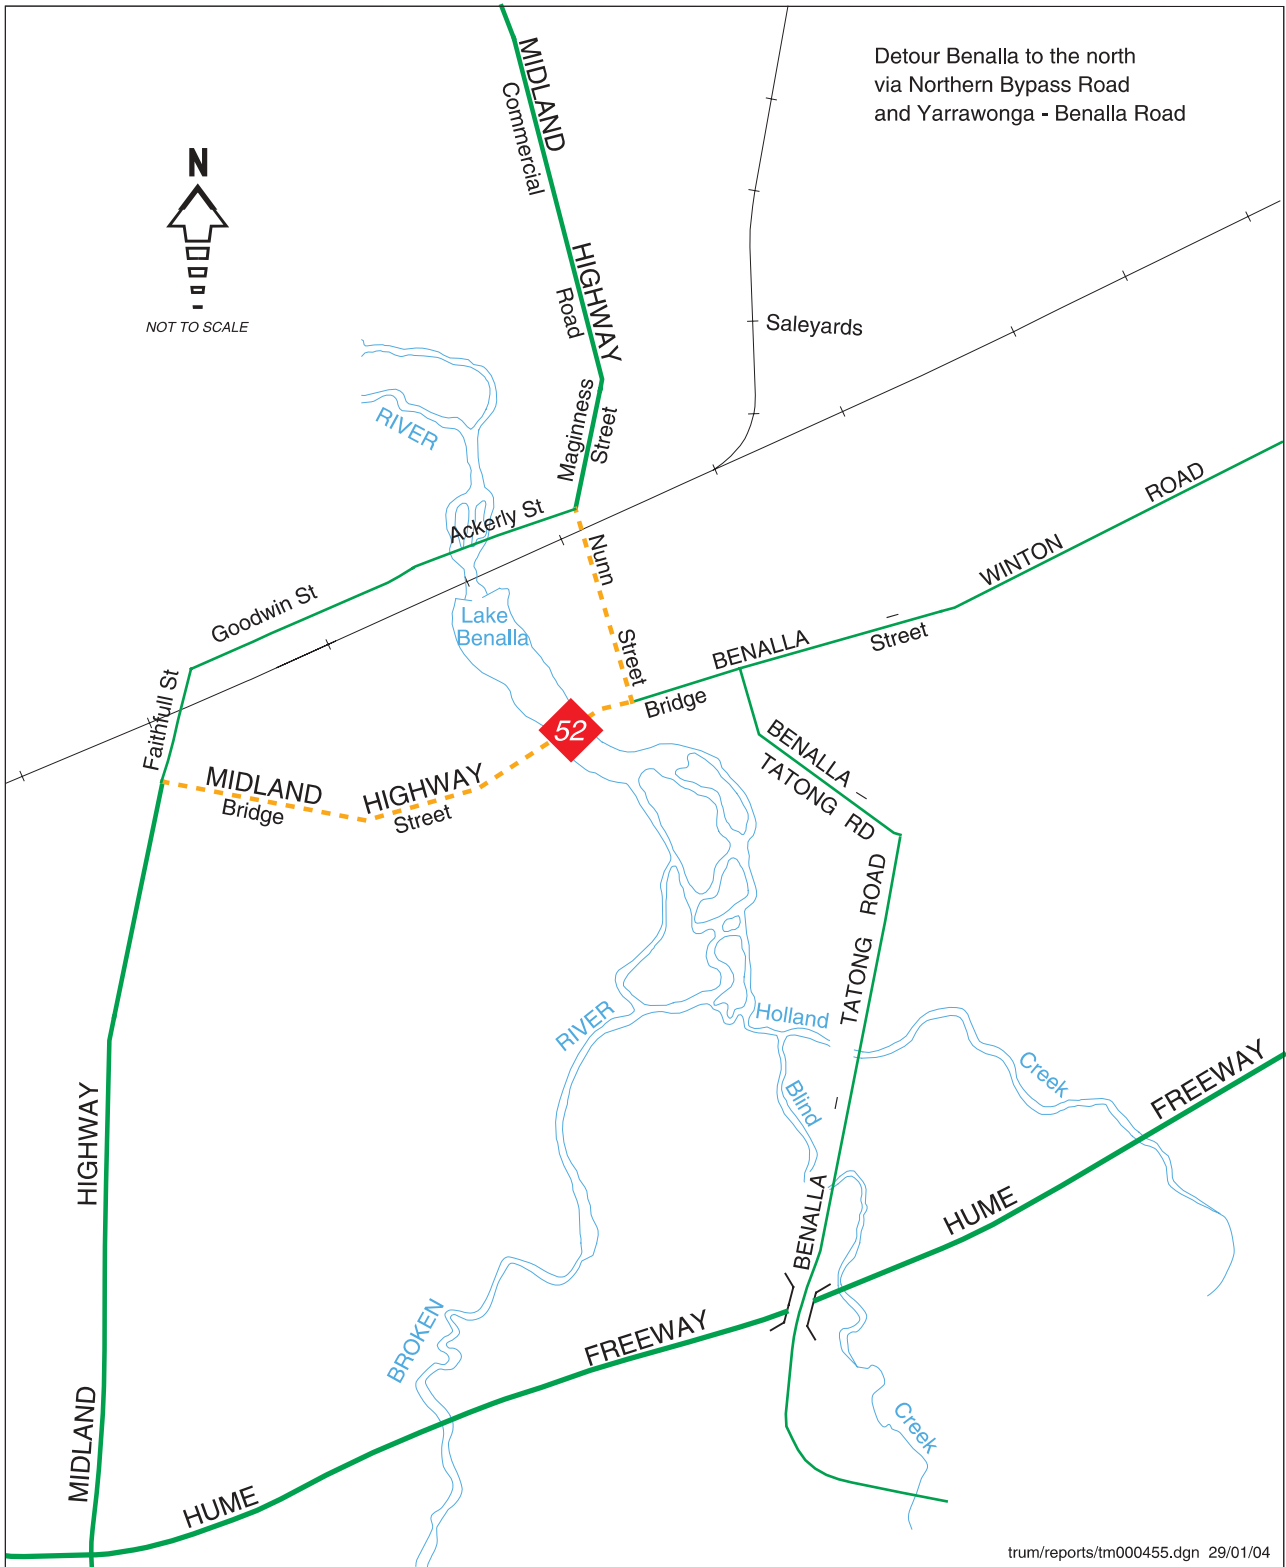 Detour Benalla to the north
via Northern Bypass Road
and Yarrawonga - Benalla Road
MIDLAND
Commercial
N
NOT TO SCALE
HIGHWAY
Road
Saleyards
RIVER
Maginness
Street
ROAD
Ackerly St
Nunn
WINTON
Goodwin St
Lake
Benalla
Street
BENALLA _
Street
Faithfull St
Bridge
52
MIDLAND
Bridge
HIGHWAY
Street
BENALLA _
TATONG RD
TATONG ROAD
RIVER
Holland
Creek
Blind
FREEWAY
HIGHWAY
BENALLA _
HUME
BROKEN
FREEWAY
MIDLAND
Creek
HUME
trum/reports/tm000455.dgn 29/01/04